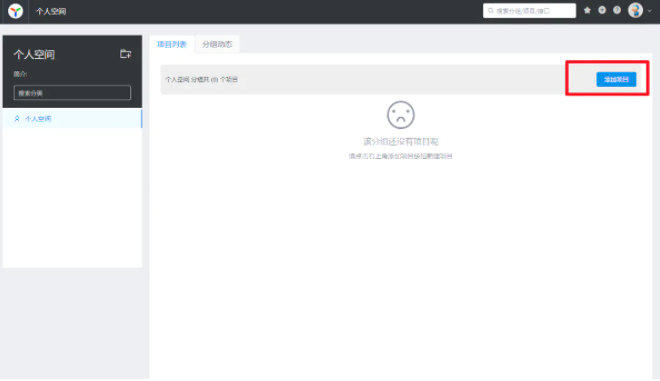 个人空间
搜索分组/项目/接口
个人空间
简介:
搜索分类
个人空间
项目列表
分组动态
个人空间 分组共 (0) 个项目
添加项目
该分组还没有项目呢
请点击右上角添加项目按钮新建项目